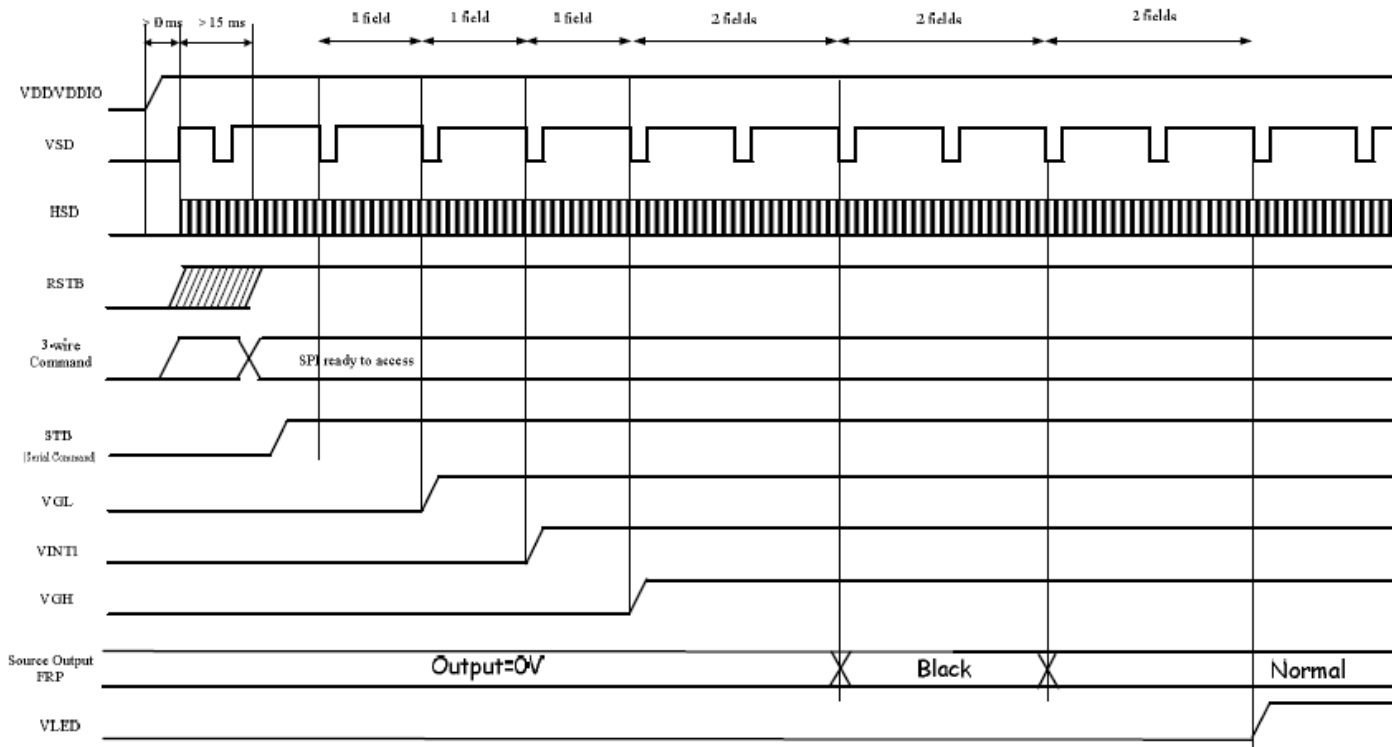 > 0 ms > 15 ms 1 field 1 field 1 field 2 fields 2 fields 2 fields
VDD/VDDIO
VSD
HSD
RSTB
3-wire
Command
SPI ready to access
STB
(Serial Command)
VGL
VINT1
VGH
Source Output
FRP
Output=0V Black Normal
VLED